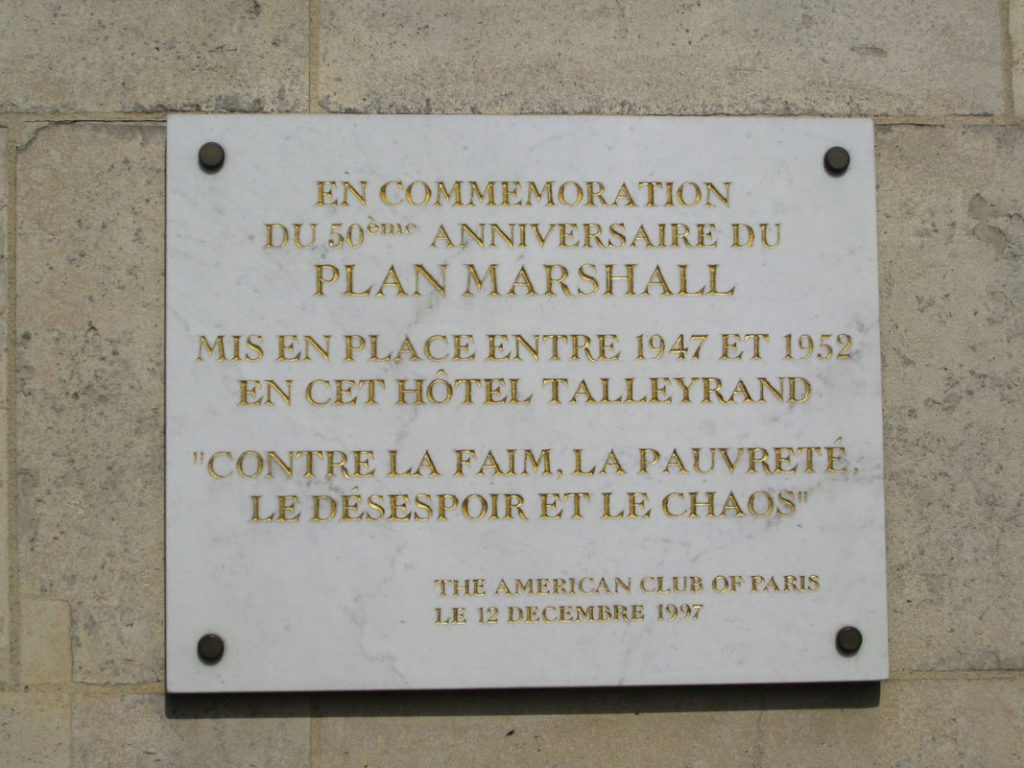 EN COMMEMORATION
DU 50ème ANNIVERSAIRE DU
PLAN MARSHALL
MIS EN PLACE ENTRE 1947 ET 1952
EN CET HÔTEL TALLEYRAND
"CONTRE LA FAIM, LA PAUVRETÉ,
LE DÉSESPOIR ET LE CHAOS"
THE AMERICAN CLUB OF PARIS
LE 12 DECEMBRE 1997